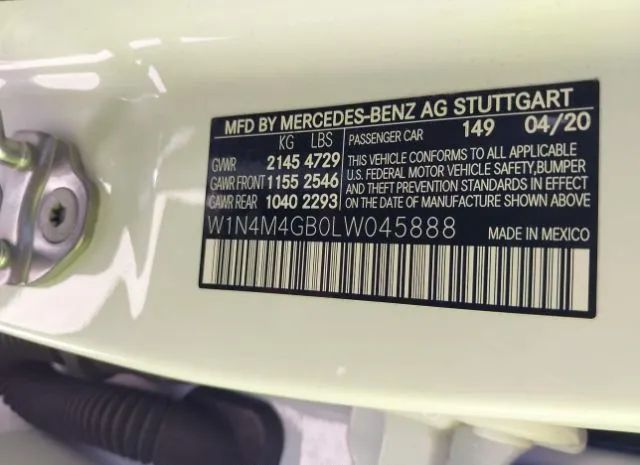 MFD BY MERCEDES-BENZ AG STUTTGART
KG LBS PASSENGER CAR 149 04/20
GVWR 2145 4729
GAWR FRONT 1155 2546
GAWR REAR 1040 2293
THIS VEHICLE CONFORMS TO ALL APPLICABLE
U.S. FEDERAL MOTOR VEHICLE SAFETY,BUMPER
AND THEFT PREVENTION STANDARDS IN EFFECT
ON THE DATE OF MANUFACTURE SHOWN ABOVE
W1N4M4GB0LW045888 MADE IN MEXICO